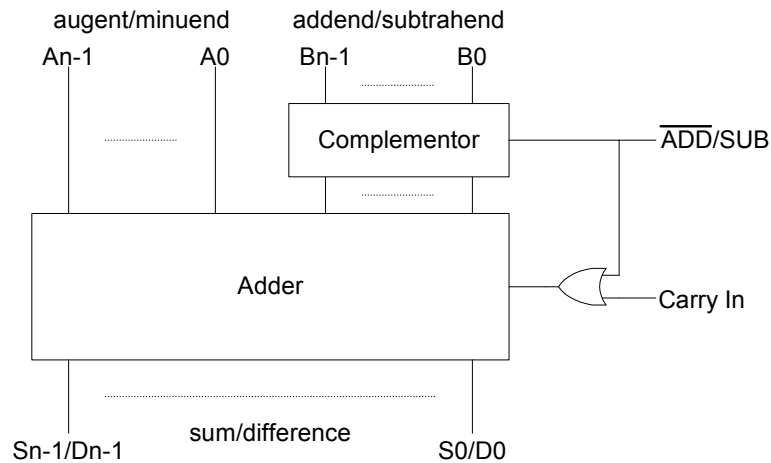 augent/minuend addend/subtrahend
An-1 A0 Bn-1 B0
Complementor
ADD/SUB
Adder
Carry In
sum/difference
Sn-1/Dn-1 S0/D0